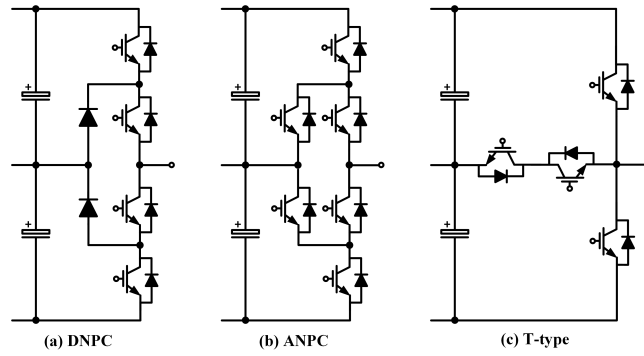 + + +
+ + +
(a) DNPC (b) ANPC (c) T-type